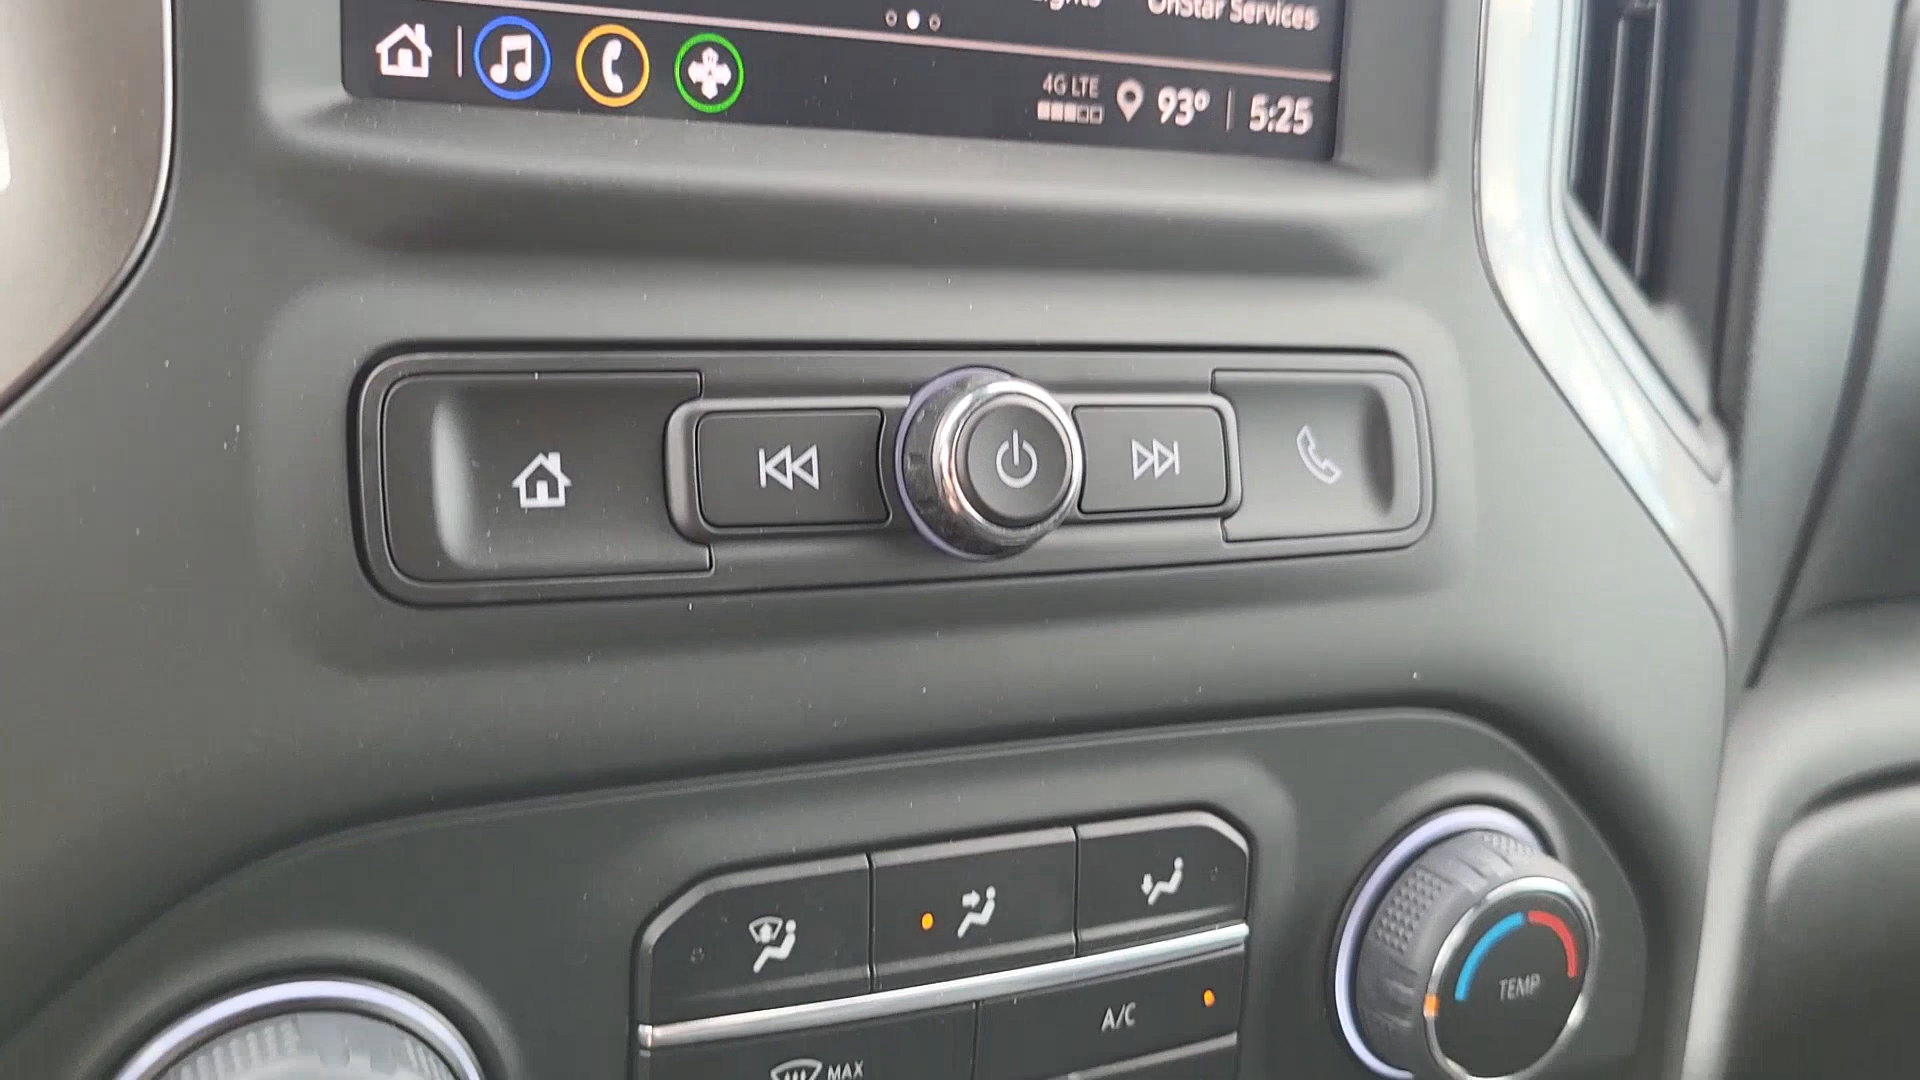 OnStar Services
4G LTE
93° 5:25
A/C
MAX
TEMP